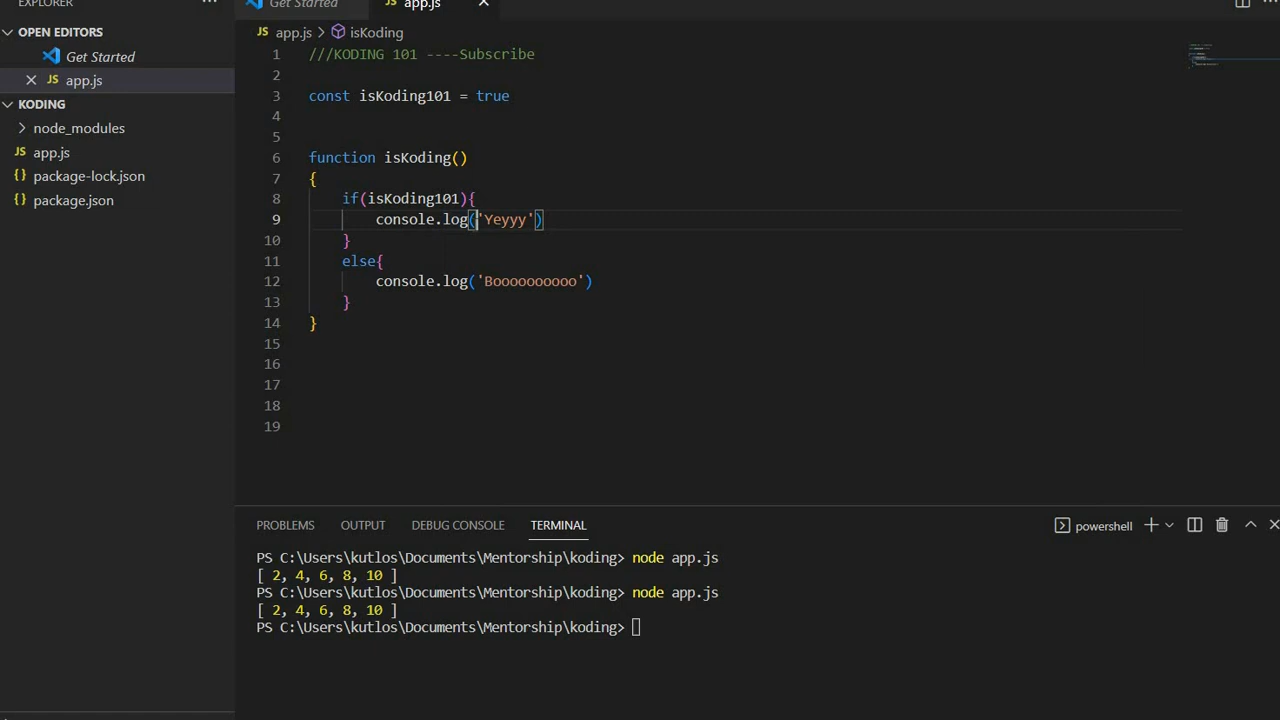 EXPLORER
OPEN EDITORS
Get Started
JS app.js
KODING
node_modules
JS app.js
package-lock.json
package.json
Get Started
JS app.js
JS app.js > isKoding
1 ///KODING 101 ----Subscribe
2
3 const isKoding101 = true
4
5
6 function isKoding()
7 {
8 if(isKoding101){
9 console.log('Yeyyy')
10 }
11 else{
12 console.log('Boooooooooo')
13 }
14 }
15
16
17
18
19
PROBLEMS OUTPUT DEBUG CONSOLE TERMINAL
powershell
PS C:\Users\kutlos\Documents\Mentorship\koding> node app.js
[ 2, 4, 6, 8, 10 ]
PS C:\Users\kutlos\Documents\Mentorship\koding> node app.js
[ 2, 4, 6, 8, 10 ]
PS C:\Users\kutlos\Documents\Mentorship\koding>